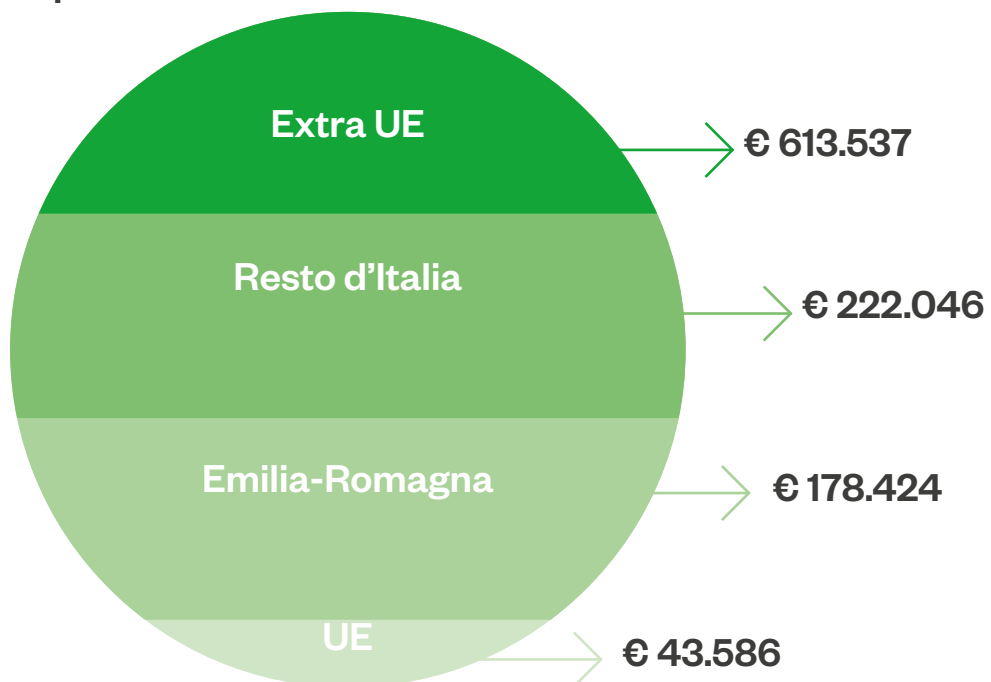 Extra UE
€ 613.537
Resto d’Italia
€ 222.046
Emilia-Romagna
€ 178.424
UE
€ 43.586